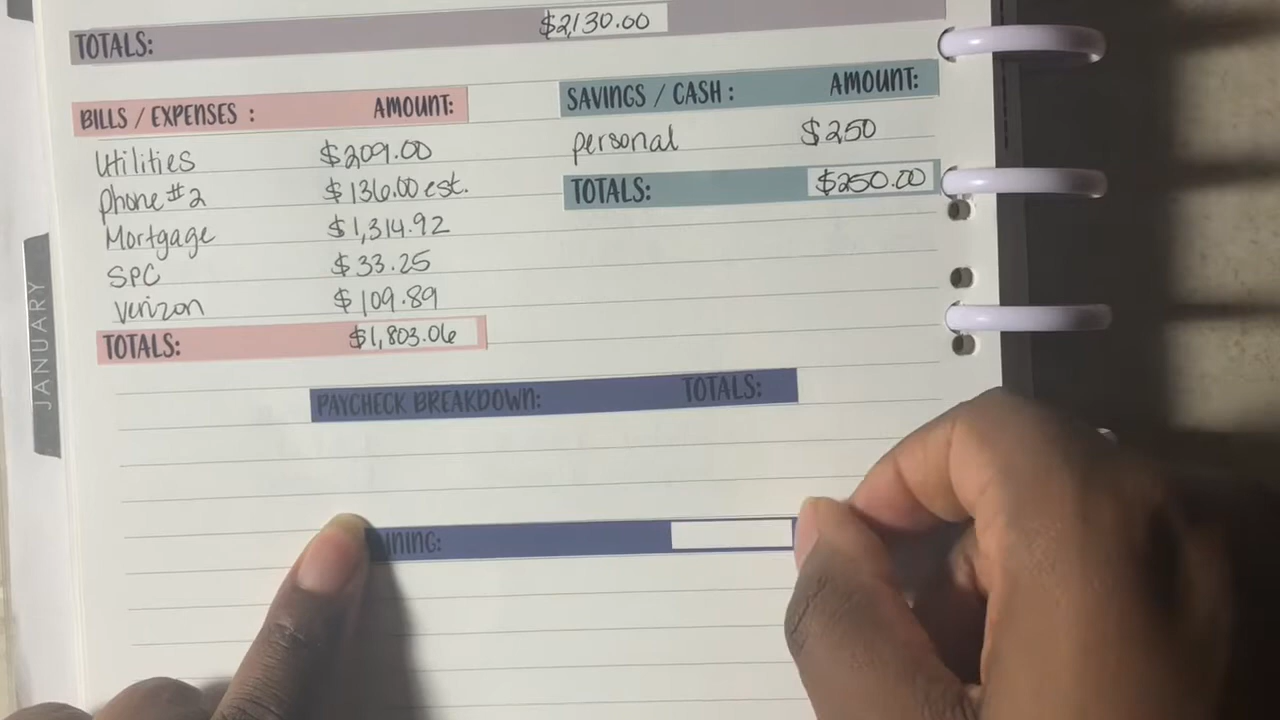 TOTALS: $2,130.00
BILLS / EXPENSES : AMOUNT:
Utilities $209.00
phone #2 $136.00 est.
Mortgage $1,314.92
SPC $33.25
verizon $109.89
TOTALS: $1,803.06
SAVINGS / CASH : AMOUNT:
personal $250
TOTALS: $250.00
PAYCHECK BREAKDOWN: TOTALS:
JANUARY